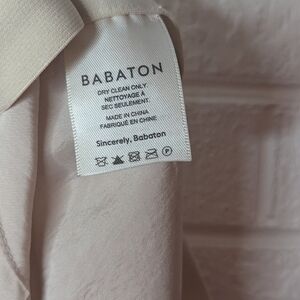 BABATON
DRY CLEAN ONLY.
NETTOYAGE À
SEC SEULEMENT.
MADE IN CHINA
FABRIQUÉ EN CHINE
Sincerely, Babaton
P